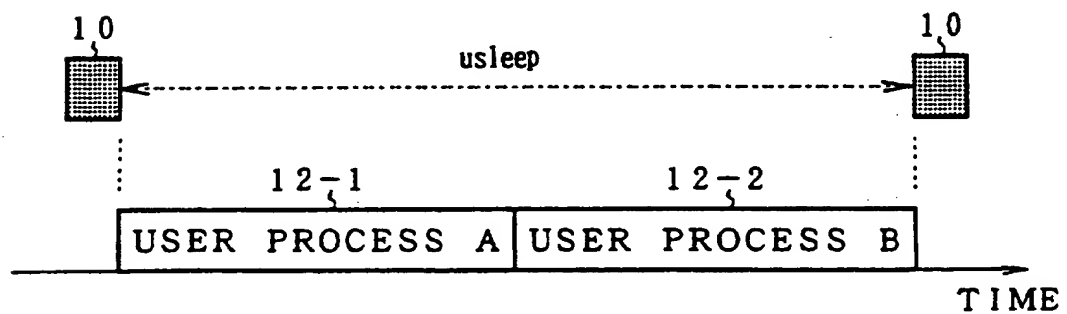 10 10
usleep
12-1 12-2
USER PROCESS A USER PROCESS B
TIME